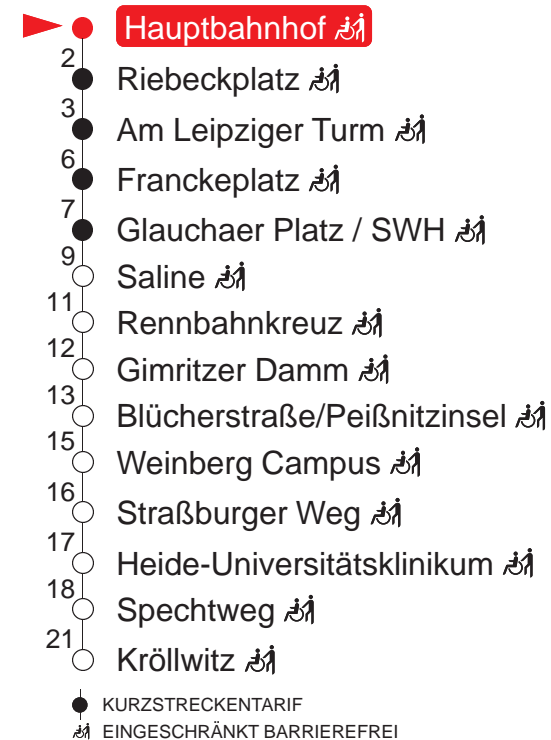 Hauptbahnhof
2
Riebeckplatz
3
Am Leipziger Turm
6
Franckeplatz
7
Glauchaer Platz / SWH
9
Saline
11
Rennbahnkreuz
12
Gimritzer Damm
13
Blücherstraße/Peißnitzinsel
15
Weinberg Campus
16
Straßburger Weg
17
Heide-Universitätsklinikum
18
Spechtweg
21
Kröllwitz
KURZSTRECKENTARIF
EINGESCHRÄNKT BARRIEREFREI